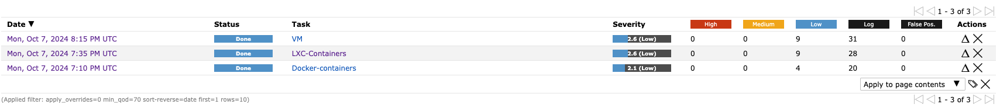 1 - 3 of 3
Date ▼ Status Task Severity High Medium Low Log False Pos. Actions
Mon, Oct 7, 2024 8:15 PM UTC Done VM 2.6 (Low) 0 0 9 31 0
Mon, Oct 7, 2024 7:35 PM UTC Done LXC-Containers 2.6 (Low) 0 0 9 28 0
Mon, Oct 7, 2024 7:10 PM UTC Done Docker-containers 2.1 (Low) 0 0 4 20 0
Apply to page contents ▼
(Applied filter: apply_overrides=0 min_qod=70 sort-reverse=date first=1 rows=10) 1 - 3 of 3